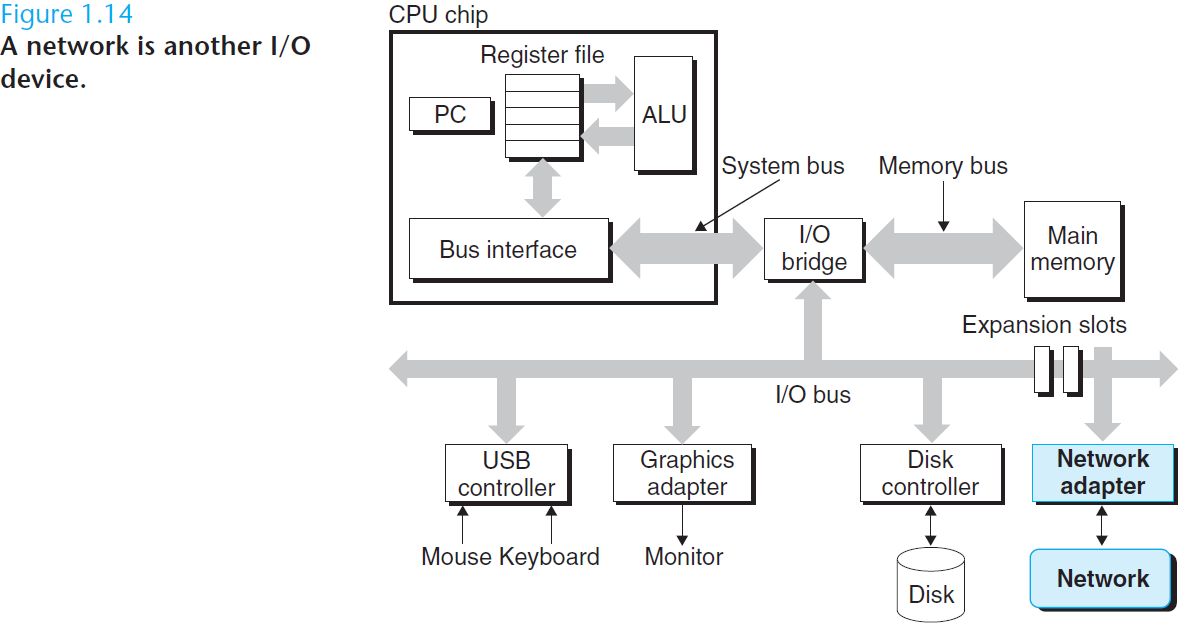 Figure 1.14
A network is another I/O
device.
CPU chip
Register file
PC
ALU
System bus
Memory bus
Bus interface
I/O
bridge
Main
memory
Expansion slots
I/O bus
USB
controller
Graphics
adapter
Disk
controller
Network
adapter
Mouse Keyboard
Monitor
Disk
Network